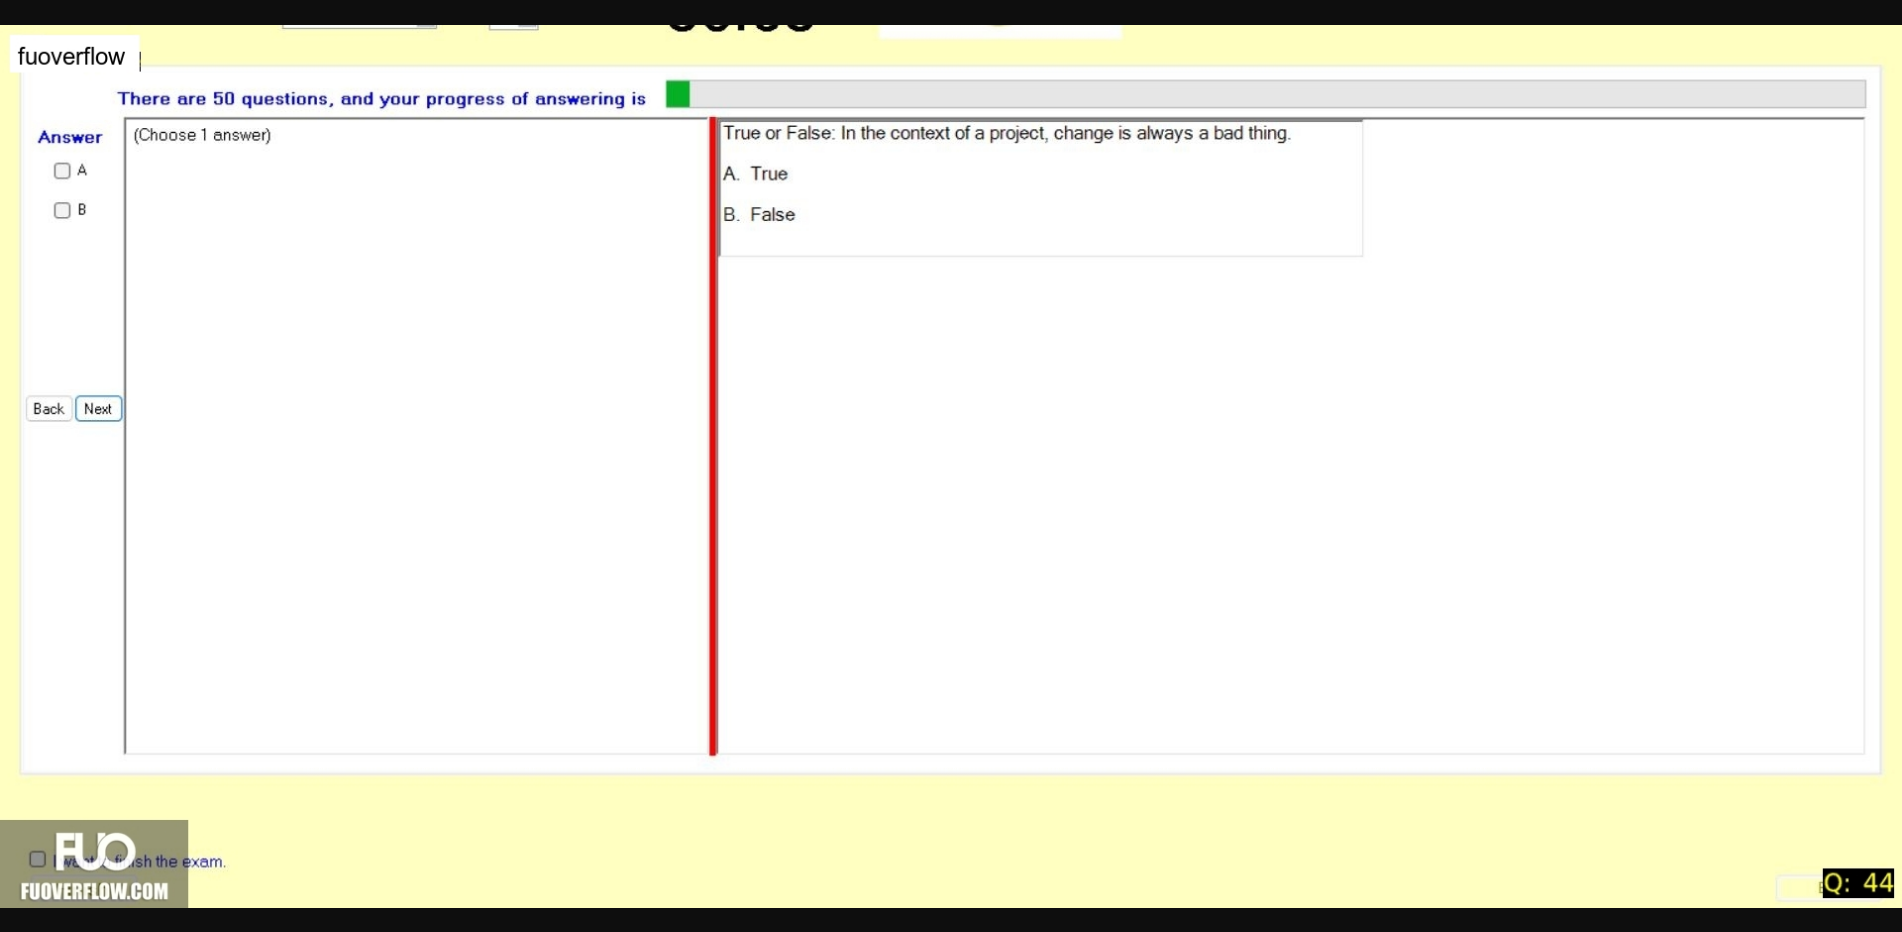 fuoverflow
There are 50 questions, and your progress of answering is
Answer
(Choose 1 answer)
A
B
True or False: In the context of a project, change is always a bad thing.
A. True
B. False
Back Next
FUO
I want finish the exam.
FUOVERFLOW.COM
Q: 44